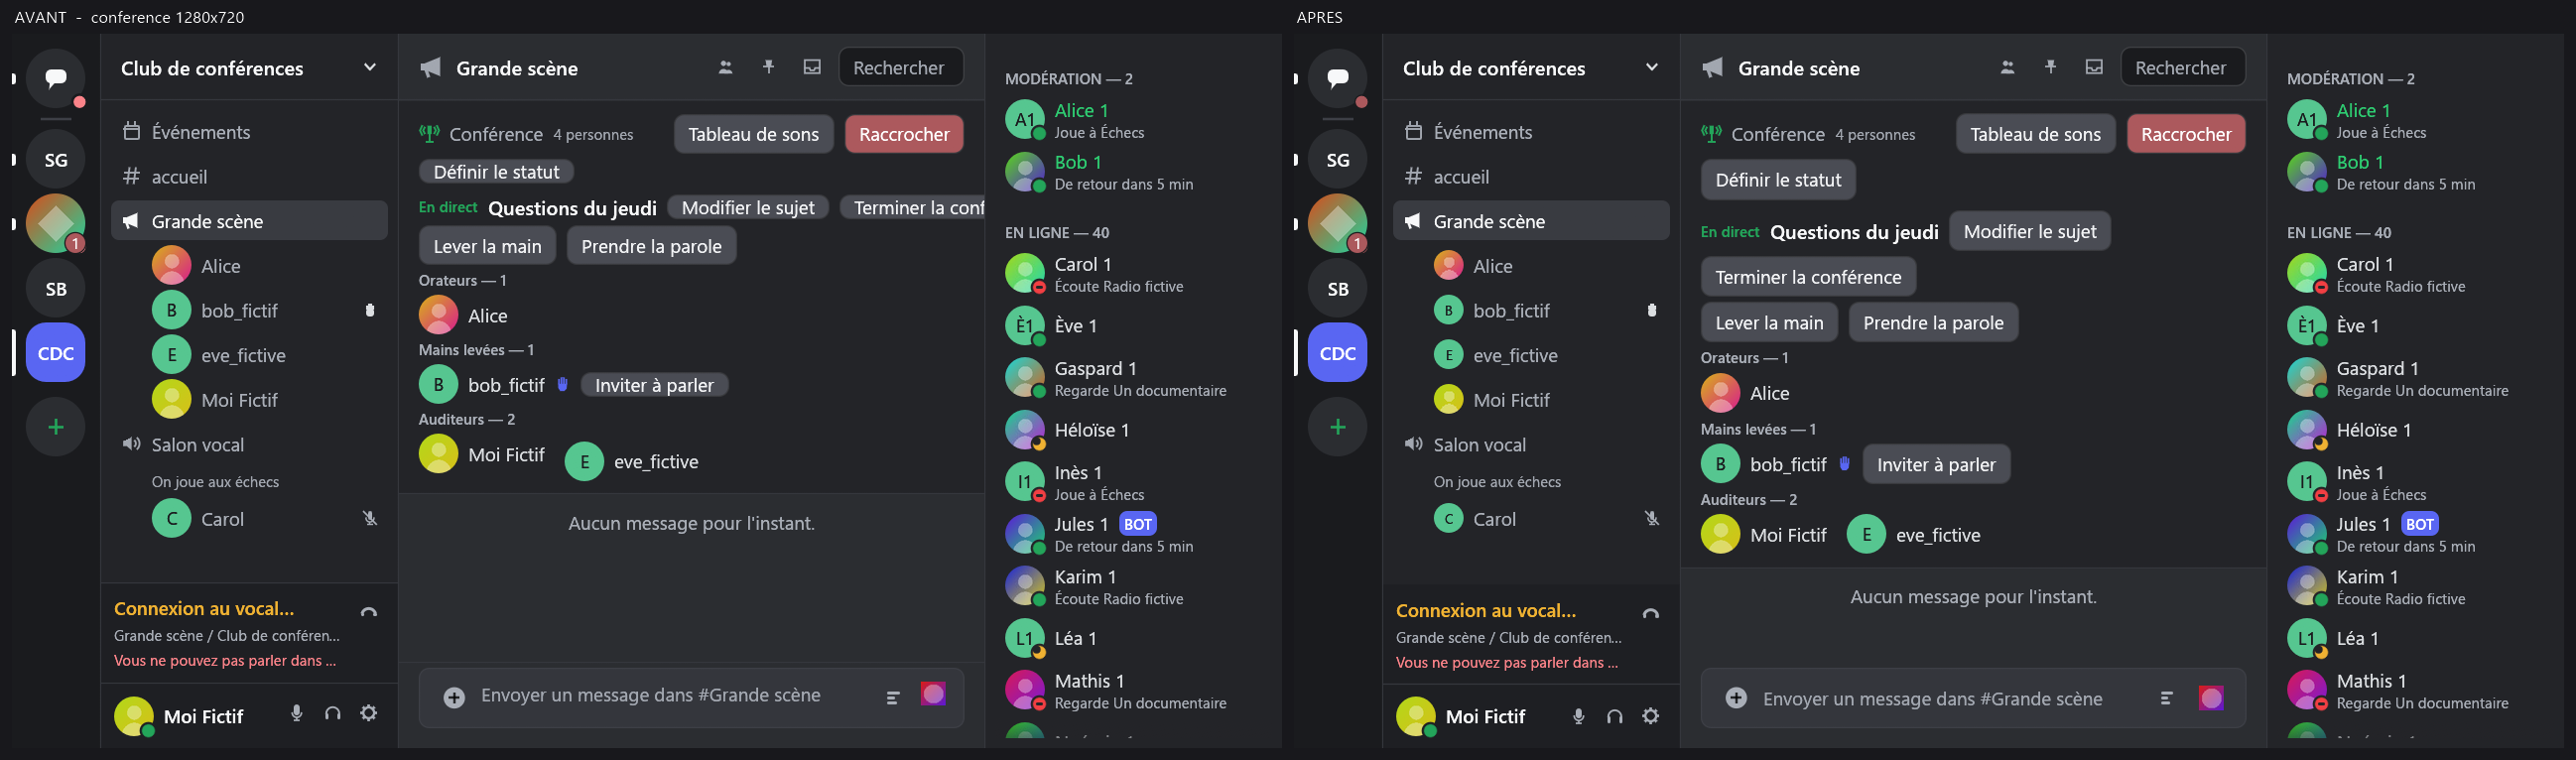 AVANT - conference 1280x720
Club de conférences
Événements
accueil
Grande scène
Alice
B bob_fictif
E eve_fictive
Moi Fictif
Salon vocal
On joue aux échecs
C Carol
SG
1
SB
CDC
+
Connexion au vocal...
Grande scène / Club de conféren...
Vous ne pouvez pas parler dans ...
Moi Fictif
Grande scène
Rechercher
Conférence 4 personnes
Tableau de sons
Raccrocher
Définir le statut
En direct Questions du jeudi
Modifier le sujet
Terminer la conf
Lever la main
Prendre la parole
Orateurs — 1
Alice
Mains levées — 1
B bob_fictif
Inviter à parler
Auditeurs — 2
Moi Fictif
E eve_fictive
Aucun message pour l'instant.
Envoyer un message dans #Grande scène
MODÉRATION — 2
A1 Alice 1
Joue à Échecs
Bob 1
De retour dans 5 min
EN LIGNE — 40
Carol 1
Écoute Radio fictive
È1 Ève 1
Gaspard 1
Regarde Un documentaire
Héloïse 1
I1 Inès 1
Joue à Échecs
Jules 1 BOT
De retour dans 5 min
Karim 1
Écoute Radio fictive
L1 Léa 1
Mathis 1
Regarde Un documentaire
APRES
Club de conférences
Événements
accueil
Grande scène
Alice
B bob_fictif
E eve_fictive
Moi Fictif
Salon vocal
On joue aux échecs
C Carol
SG
1
SB
CDC
+
Connexion au vocal...
Grande scène / Club de conféren...
Vous ne pouvez pas parler dans ...
Moi Fictif
Grande scène
Rechercher
Conférence 4 personnes
Tableau de sons
Raccrocher
Définir le statut
En direct Questions du jeudi
Modifier le sujet
Terminer la conférence
Lever la main
Prendre la parole
Orateurs — 1
Alice
Mains levées — 1
B bob_fictif
Inviter à parler
Auditeurs — 2
Moi Fictif
E eve_fictive
Aucun message pour l'instant.
Envoyer un message dans #Grande scène
MODÉRATION — 2
A1 Alice 1
Joue à Échecs
Bob 1
De retour dans 5 min
EN LIGNE — 40
Carol 1
Écoute Radio fictive
È1 Ève 1
Gaspard 1
Regarde Un documentaire
Héloïse 1
I1 Inès 1
Joue à Échecs
Jules 1 BOT
De retour dans 5 min
Karim 1
Écoute Radio fictive
L1 Léa 1
Mathis 1
Regarde Un documentaire